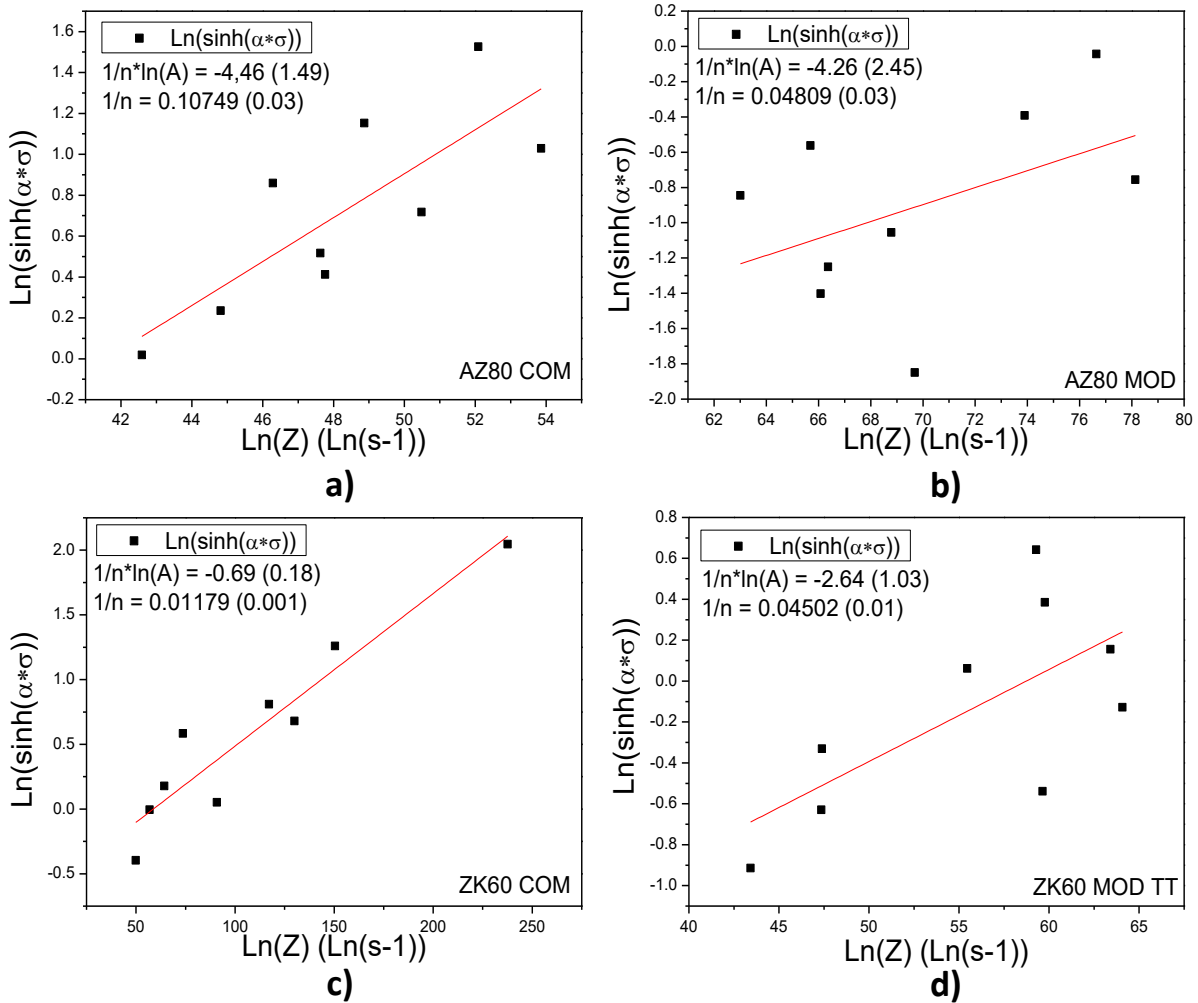 Ln(sinh(α*σ))
1/n*ln(A) = -4,46 (1.49)
1/n = 0.10749 (0.03)
1.6
1.4
1.2
1.0
0.8
0.6
0.4
0.2
0.0
-0.2
Ln(sinh(α*σ))
AZ80 COM
42 44 46 48 50 52 54
Ln(Z) (Ln(s-1))
a)
Ln(sinh(α*σ))
1/n*ln(A) = -4.26 (2.45)
1/n = 0.04809 (0.03)
0.2
0.0
-0.2
-0.4
-0.6
-0.8
-1.0
-1.2
-1.4
-1.6
-1.8
-2.0
Ln(sinh(α*σ))
AZ80 MOD
62 64 66 68 70 72 74 76 78 80
Ln(Z) (Ln(s-1))
b)
Ln(sinh(α*σ))
1/n*ln(A) = -0.69 (0.18)
1/n = 0.01179 (0.001)
2.0
1.5
1.0
0.5
0.0
-0.5
Ln(sinh(α*σ))
ZK60 COM
50 100 150 200 250
Ln(Z) (Ln(s-1))
c)
Ln(sinh(α*σ))
1/n*ln(A) = -2.64 (1.03)
1/n = 0.04502 (0.01)
0.8
0.6
0.4
0.2
0.0
-0.2
-0.4
-0.6
-0.8
-1.0
Ln(sinh(α*σ))
ZK60 MOD TT
40 45 50 55 60 65
Ln(Z) (Ln(s-1))
d)